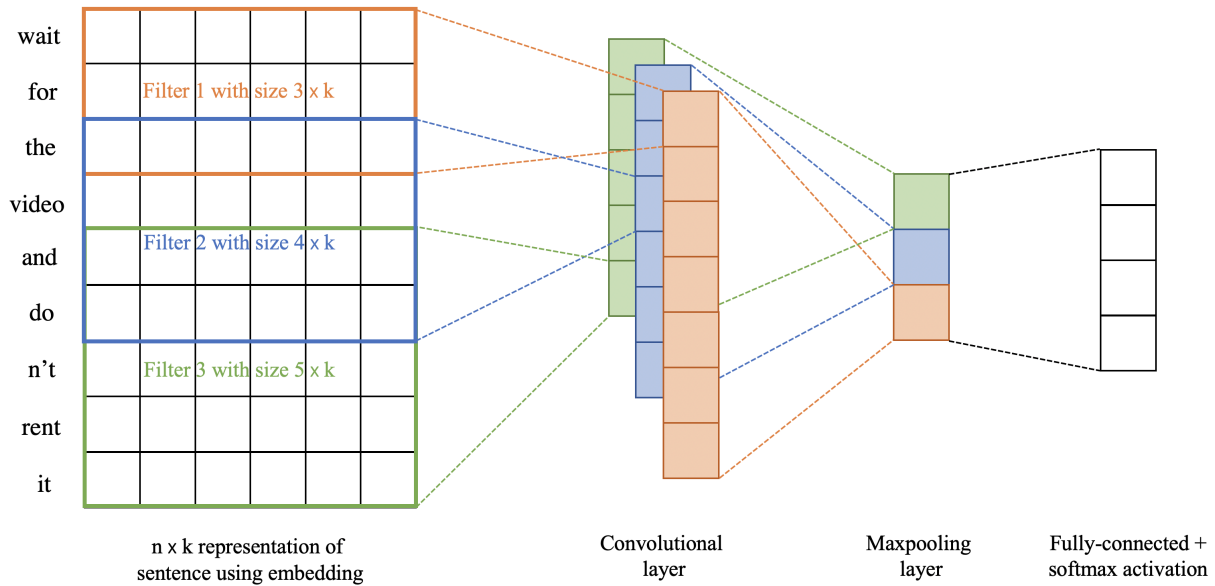 wait
for
the
video
and
do
n’t
rent
it
Filter 1 with size 3 x k
Filter 2 with size 4 x k
Filter 3 with size 5 x k
n x k representation of
sentence using embedding
Convolutional
layer
Maxpooling
layer
Fully-connected +
softmax activation